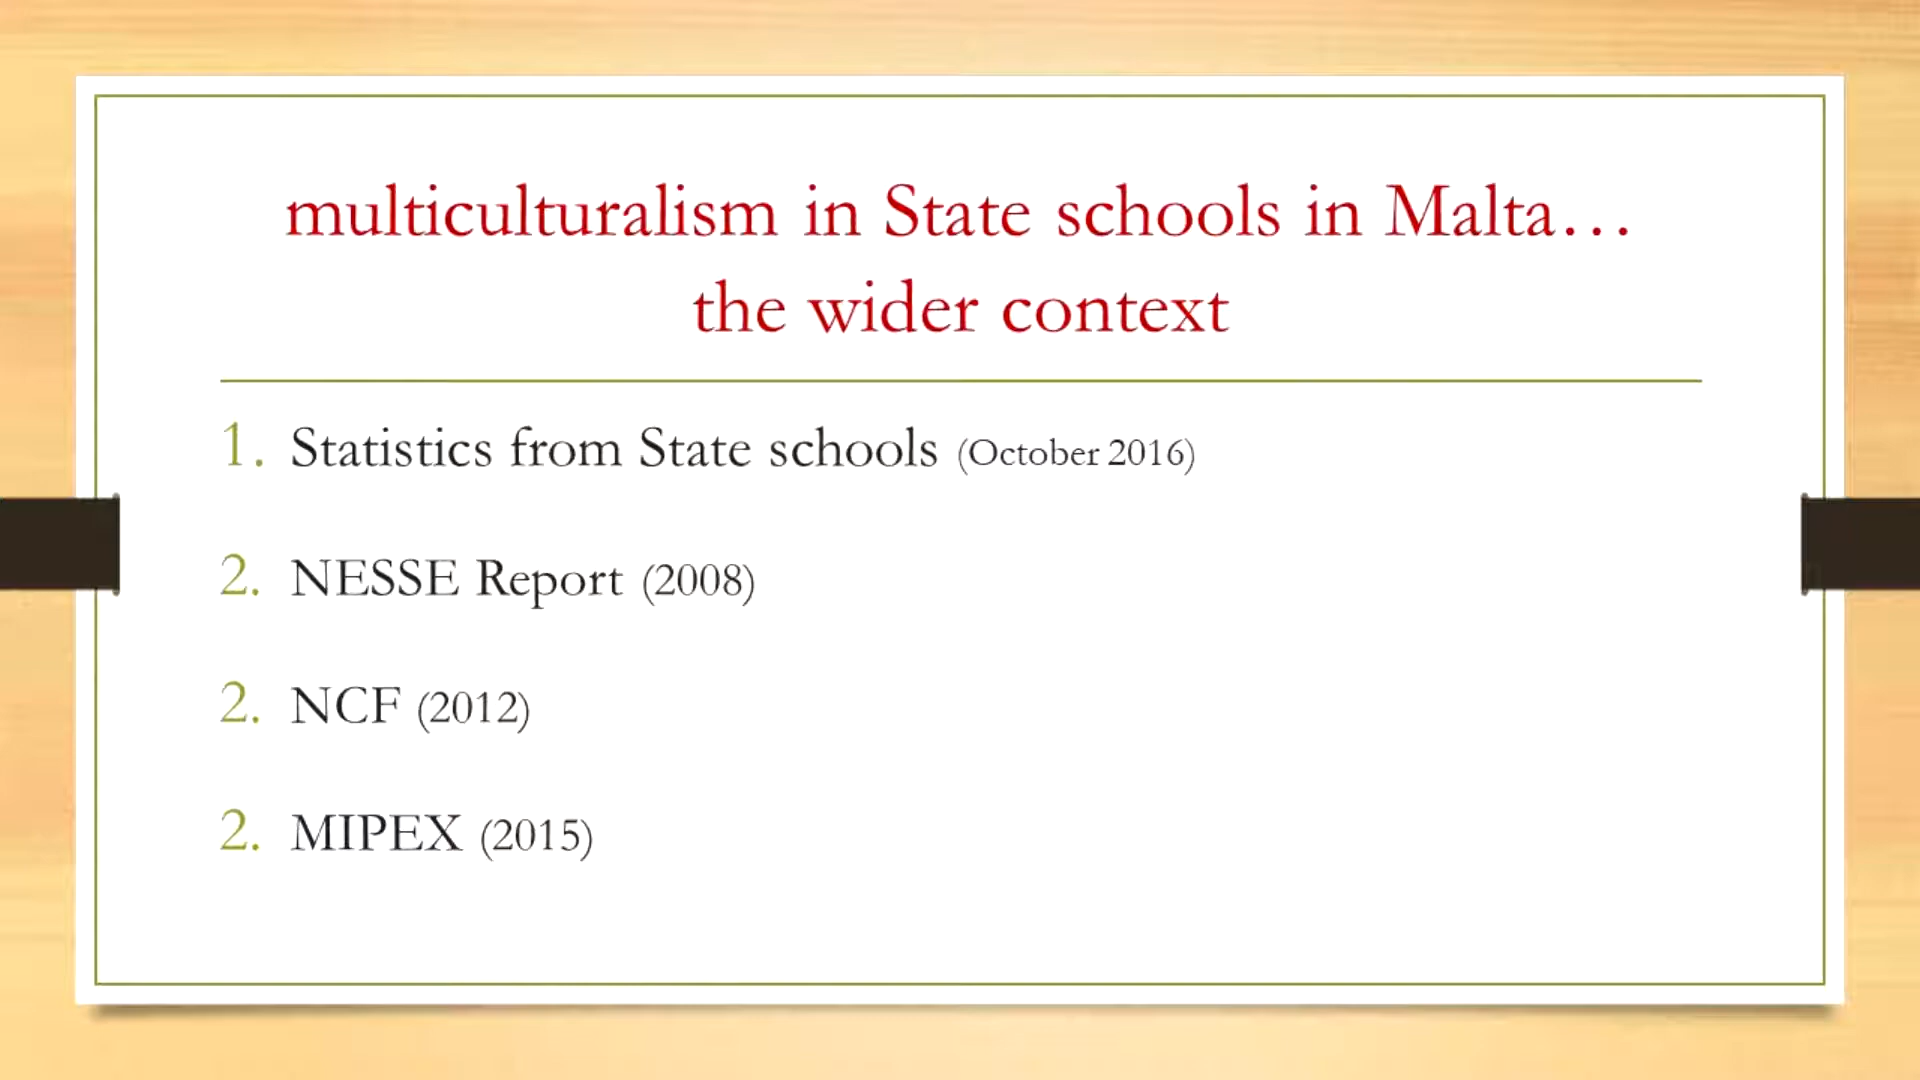 multiculturalism in State schools in Malta…
the wider context
1. Statistics from State schools (October 2016)
2. NESSE Report (2008)
2. NCF (2012)
2. MIPEX (2015)